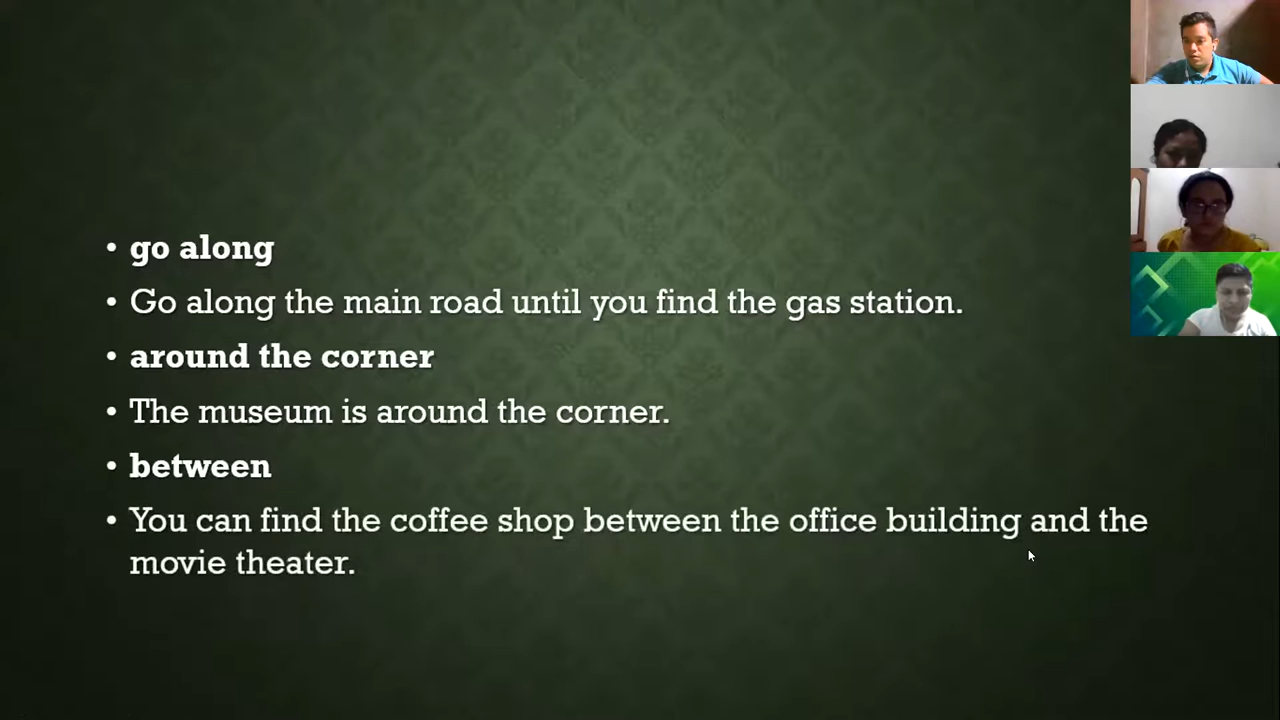 • go along
• Go along the main road until you find the gas station.
• around the corner
• The museum is around the corner.
• between
• You can find the coffee shop between the office building and the
movie theater.